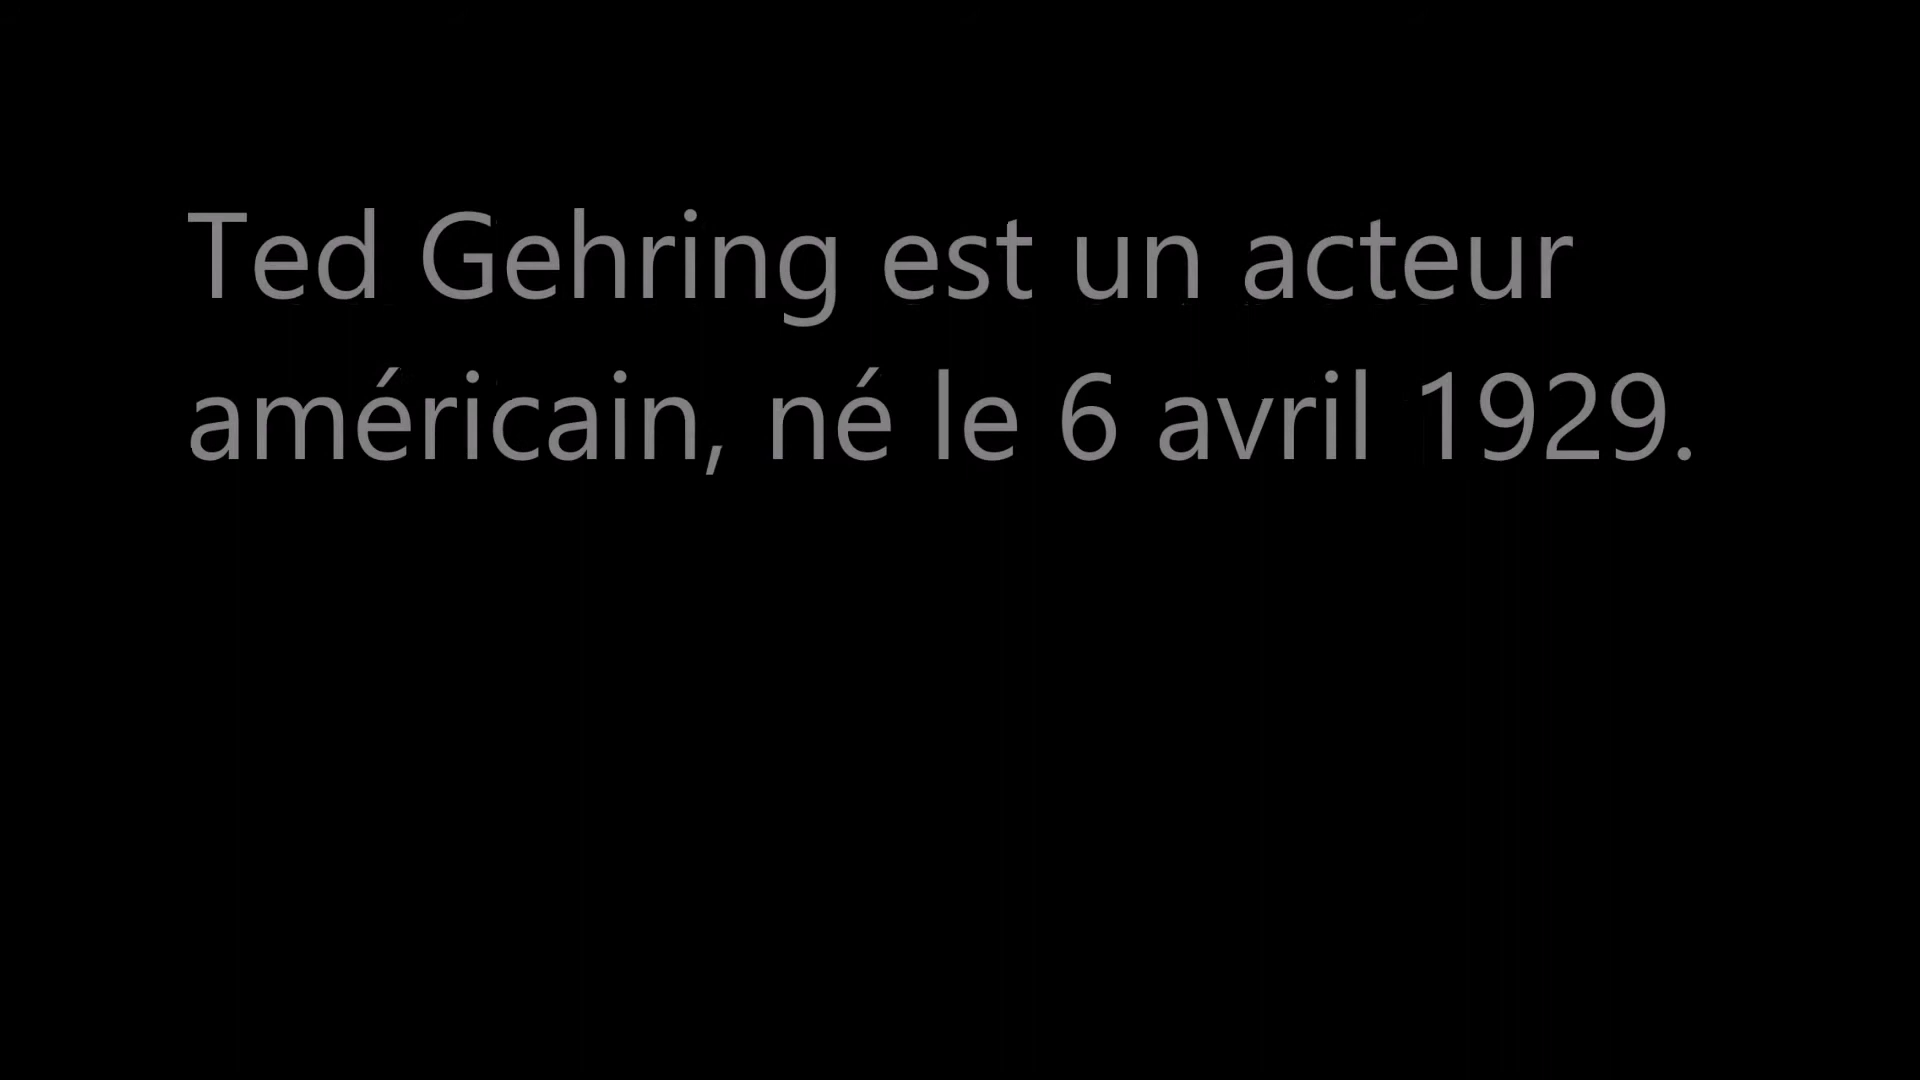 Ted Gehring est un acteur
américain, né le 6 avril 1929.